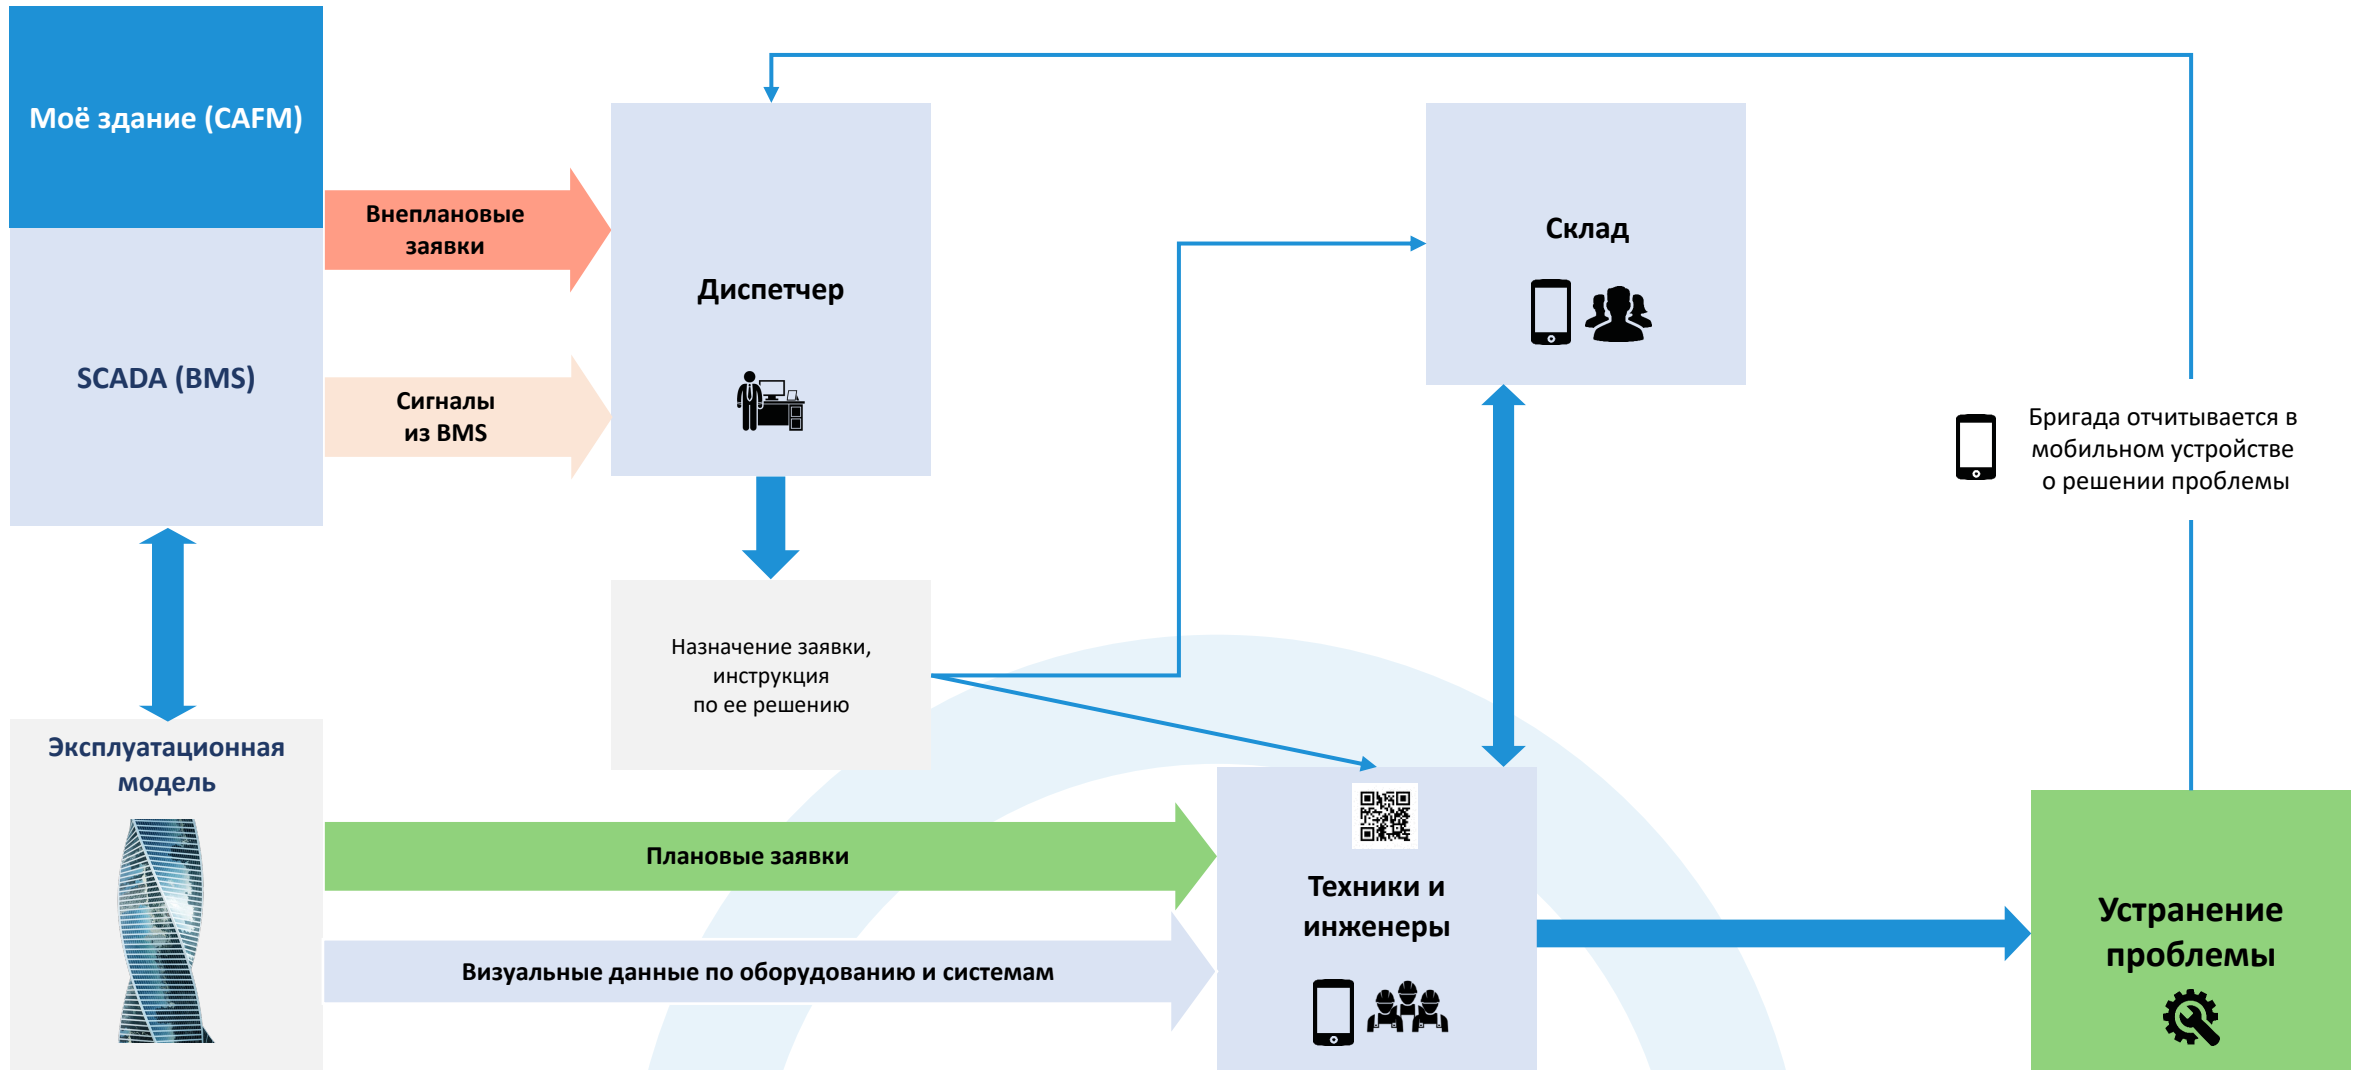 Моё здание (CAFM)
SCADA (BMS)
Внеплановые
заявки
Сигналы
из BMS
Диспетчер
Склад
Бригада отчитывается в
мобильном устройстве
о решении проблемы
Назначение заявки,
инструкция
по ее решению
Эксплуатационная
модель
Плановые заявки
Визуальные данные по оборудованию и системам
Техники и
инженеры
Устранение
проблемы